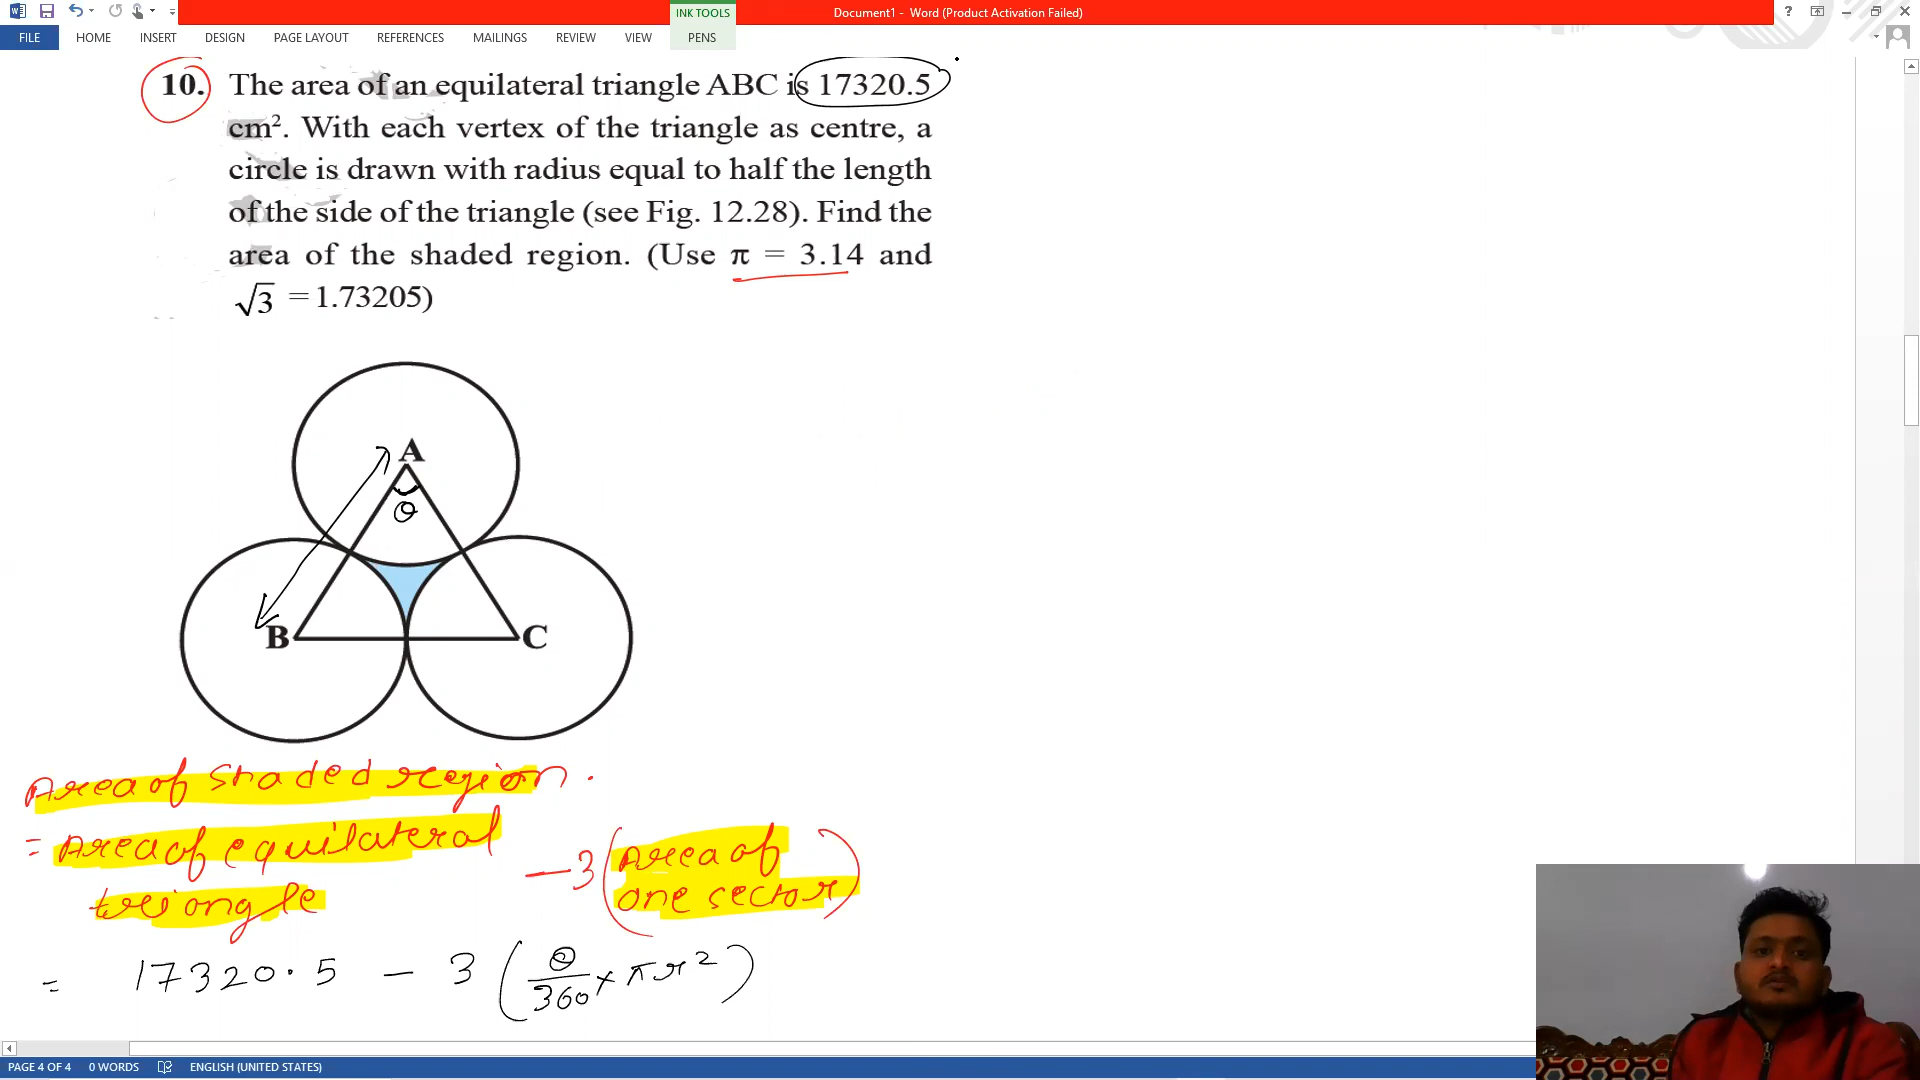 INK TOOLS
Document1 - Word (Product Activation Failed)
FILE HOME INSERT DESIGN PAGE LAYOUT REFERENCES MAILINGS REVIEW VIEW PENS
10. The area of an equilateral triangle ABC is 17320.5
cm². With each vertex of the triangle as centre, a
circle is drawn with radius equal to half the length
of the side of the triangle (see Fig. 12.28). Find the
area of the shaded region. (Use π = 3.14 and
√3 = 1.73205)
A
θ
B
C
Area of shaded region.
= Area of equilateral
triangle
- 3 (Area of
one sector)
= 17320.5 - 3 (θ/360 × πr²)
PAGE 4 OF 4 0 WORDS ENGLISH (UNITED STATES)